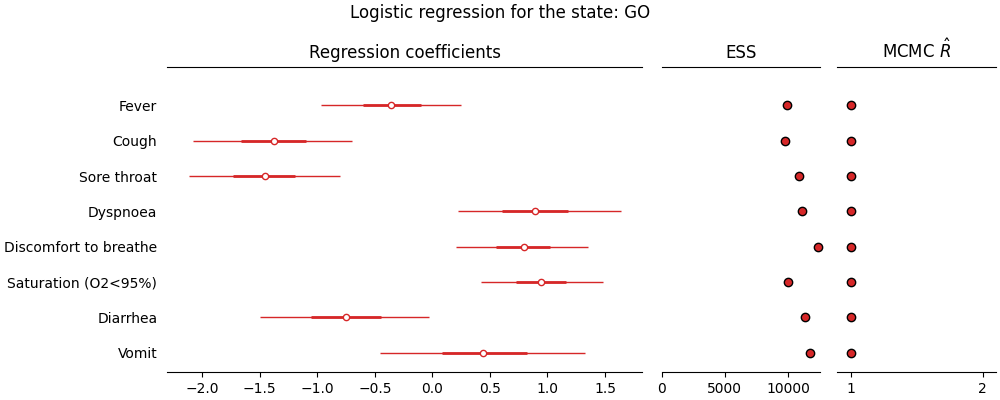 Logistic regression for the state: GO
Regression coefficients
ESS
MCMC R̂
Fever
Cough
Sore throat
Dyspnoea
Discomfort to breathe
Saturation (O2<95%)
Diarrhea
Vomit
−2.0 −1.5 −1.0 −0.5 0.0 0.5 1.0 1.5
0 5000 10000
1 2